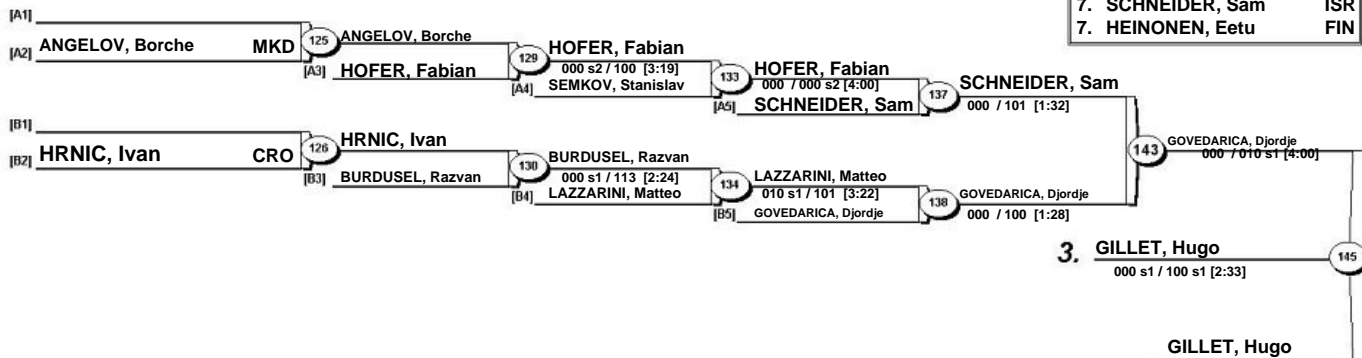 7. SCHNEIDER, Sam ISR
7. HEINONEN, Eetu FIN
[A1]
[A2] ANGELOV, Borche MKD
125
ANGELOV, Borche
[A3] HOFER, Fabian
129
HOFER, Fabian
000 s2 / 100 [3:19]
[A4] SEMKOV, Stanislav
133
HOFER, Fabian
000 / 000 s2 [4:00]
[A5] SCHNEIDER, Sam
137
SCHNEIDER, Sam
000 / 101 [1:32]
[B1]
[B2] HRNIC, Ivan CRO
126
HRNIC, Ivan
[B3] BURDUSEL, Razvan
130
BURDUSEL, Razvan
000 s1 / 113 [2:24]
[B4] LAZZARINI, Matteo
134
LAZZARINI, Matteo
010 s1 / 101 [3:22]
[B5] GOVEDARICA, Djordje
138
GOVEDARICA, Djordje
000 / 100 [1:28]
143
GOVEDARICA, Djordje
000 / 010 s1 [4:00]
3. GILLET, Hugo
000 s1 / 100 s1 [2:33]
145
GILLET, Hugo